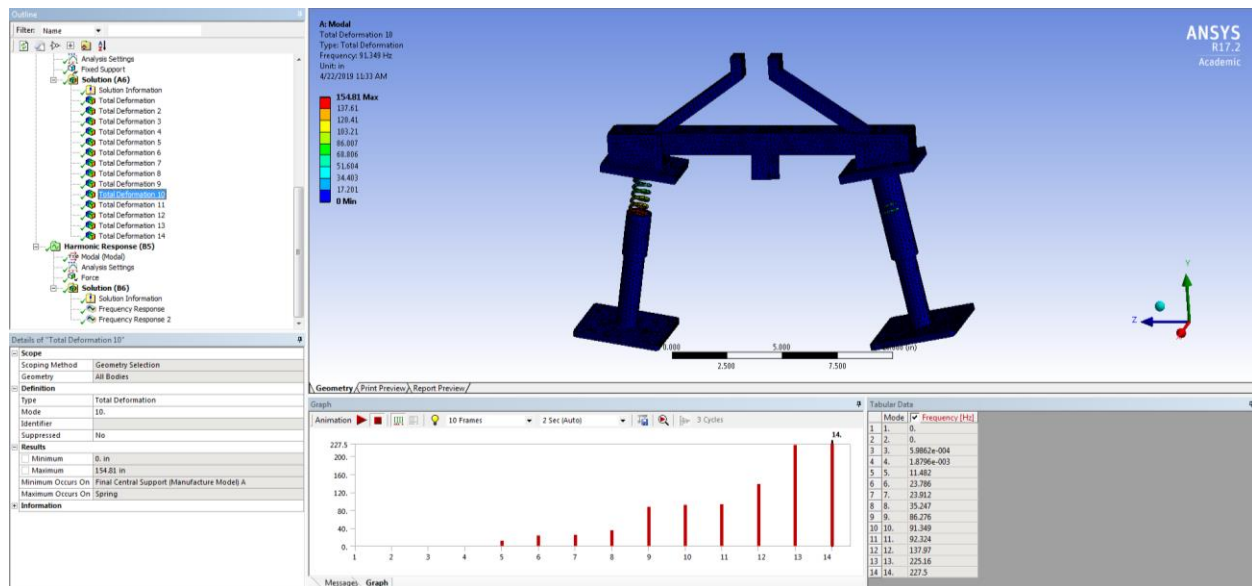 Outline
Filter: Name
Analysis Settings
Fixed Support
Solution (A6)
Solution Information
Total Deformation
Total Deformation 2
Total Deformation 3
Total Deformation 4
Total Deformation 5
Total Deformation 6
Total Deformation 7
Total Deformation 8
Total Deformation 9
Total Deformation 10
Total Deformation 11
Total Deformation 12
Total Deformation 13
Total Deformation 14
Harmonic Response (B5)
Modal (Modal)
Analysis Settings
Force
Solution (B6)
Solution Information
Frequency Response
Frequency Response 2
Details of "Total Deformation 10"
Scope
Scoping Method Geometry Selection
Geometry All Bodies
Definition
Type Total Deformation
Mode 10.
Identifier
Suppressed No
Results
Minimum 0. in
Maximum 154.81 in
Minimum Occurs On Final Central Support (Manufacture Model) A
Maximum Occurs On Spring
Information
A: Modal
Total Deformation 10
Type: Total Deformation
Frequency: 91.349 Hz
Unit: in
4/22/2019 11:33 AM
154.81 Max
137.61
120.41
103.21
86.007
68.806
51.604
34.403
17.201
0 Min
ANSYS
R17.2
Academic
Y
Z
0.000 5.000 (in)
2.500 7.500
Geometry Print Preview Report Preview
Graph
Animation 10 Frames 2 Sec (Auto) 3 Cycles
14.
227.5
200.
160.
120.
80.
40.
0.
1 2 3 4 5 6 7 8 9 10 11 12 13 14
Messages Graph
Tabular Data
Mode Frequency [Hz]
1 1. 0.
2 2. 0.
3 3. 5.9862e-004
4 4. 1.8796e-003
5 5. 11.482
6 6. 23.786
7 7. 23.912
8 8. 35.247
9 9. 86.276
10 10. 91.349
11 11. 92.324
12 12. 137.97
13 13. 225.16
14 14. 227.5